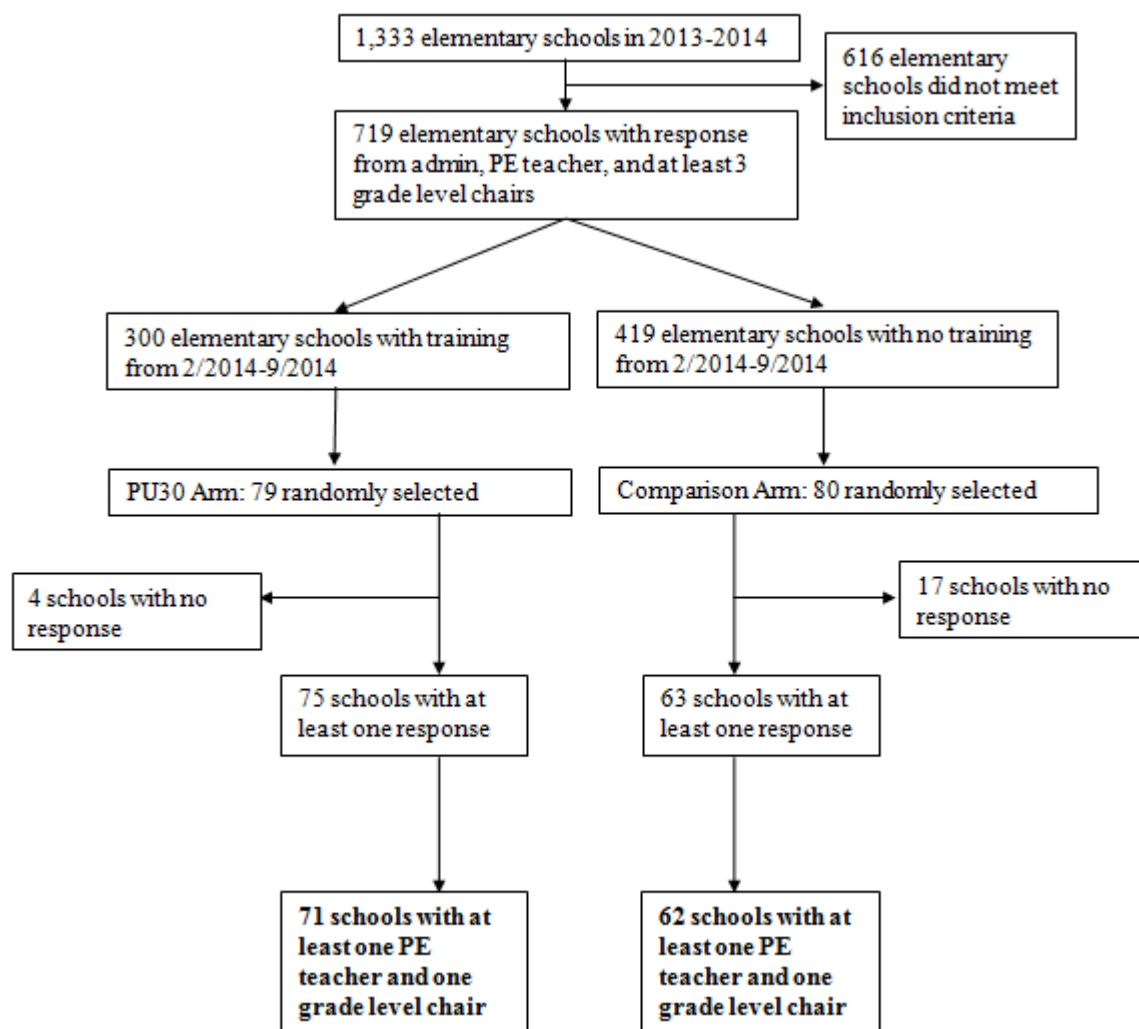 1,333 elementary schools in 2013-2014
616 elementary
schools did not meet
inclusion criteria
719 elementary schools with response
from admin, PE teacher, and at least 3
grade level chairs
300 elementary schools with training
from 2/2014-9/2014
419 elementary schools with no training
from 2/2014-9/2014
PU30 Arm: 79 randomly selected
Comparison Arm: 80 randomly selected
4 schools with no
response
17 schools with no
response
75 schools with at
least one response
63 schools with at
least one response
71 schools with at
least one PE
teacher and one
grade level chair
62 schools with at
least one PE
teacher and one
grade level chair